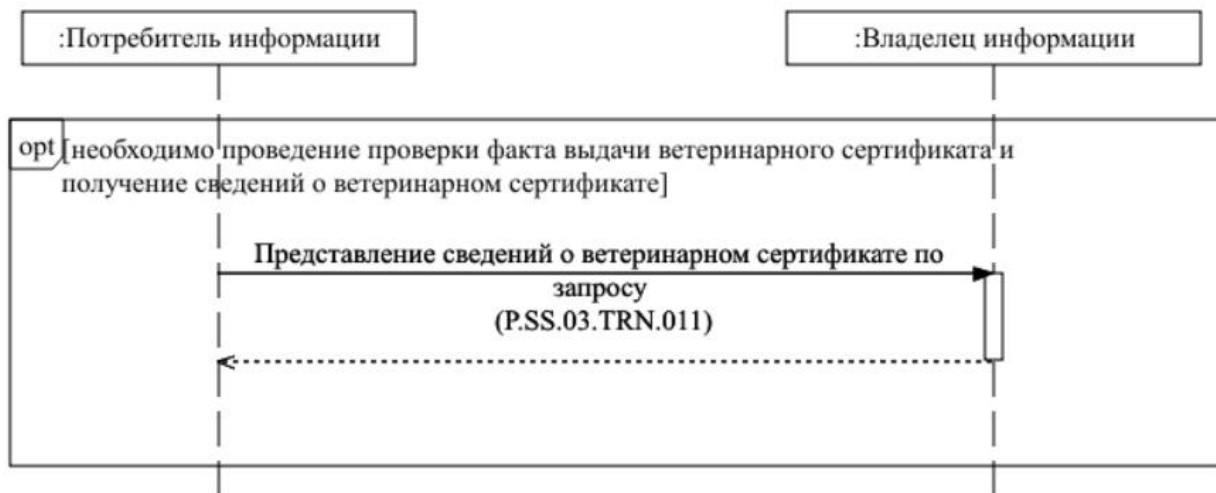 :Потребитель информации
:Владелец информации
opt
[необходимо проведение проверки факта выдачи ветеринарного сертификата и
получение сведений о ветеринарном сертификате]
Представление сведений о ветеринарном сертификате по
запросу
(P.SS.03.TRN.011)